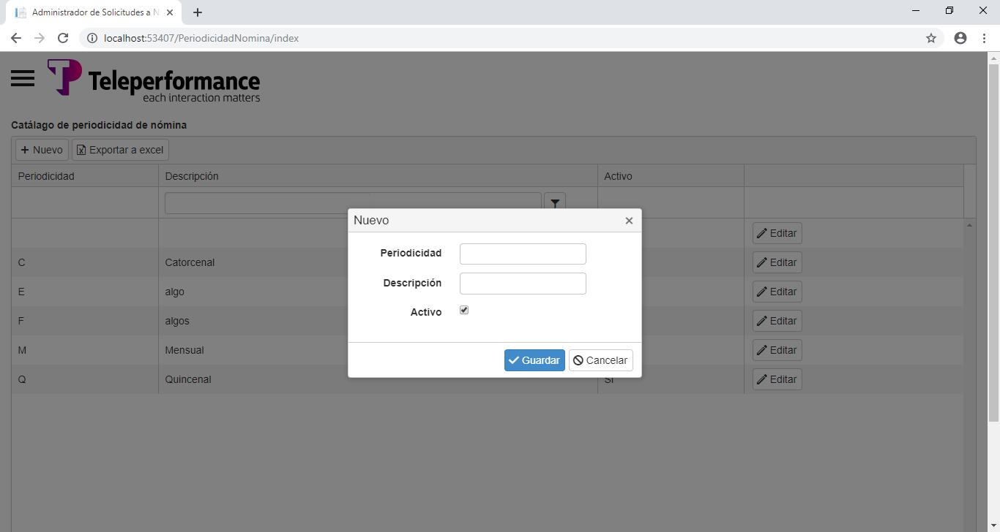 Administrador de Solicitudes a N
localhost:53407/PeriodicidadNomina/index
Teleperformance
each interaction matters
Catálago de periodicidad de nómina
Nuevo Exportar a excel
Periodicidad Descripción Activo
Nuevo
Periodicidad
Descripción
Activo
Guardar Cancelar
Editar
C Catorcenal Editar
E algo Editar
F algos Editar
M Mensual Editar
Q Quincenal SI Editar